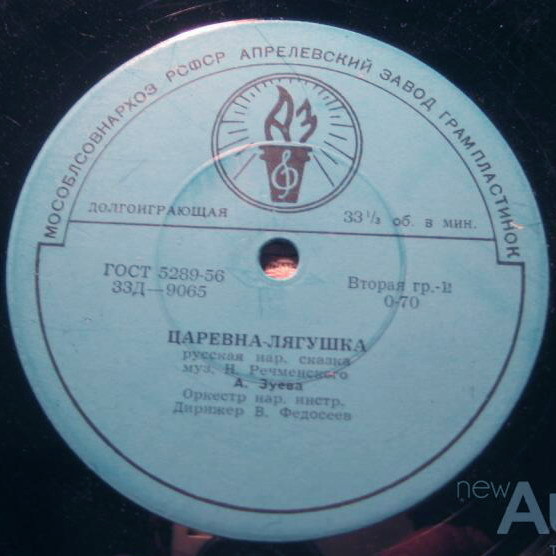 МОСОБЛСОВНАРХОЗ РСФСР АПРЕЛЕВСКИЙ ЗАВОД ГРАМПЛАСТИНОК
АЗ
ДОЛГОИГРАЮЩАЯ 33⅓ об. в мин.
ГОСТ 5289-56 Вторая гр.-й
33Д—9065 0-70
ЦАРЕВНА-ЛЯГУШКА
русская нар. сказка
муз. Н. Речменского
А. Зуева
Оркестр нар. инстр.
Дирижер В. Федосеев
new
Au